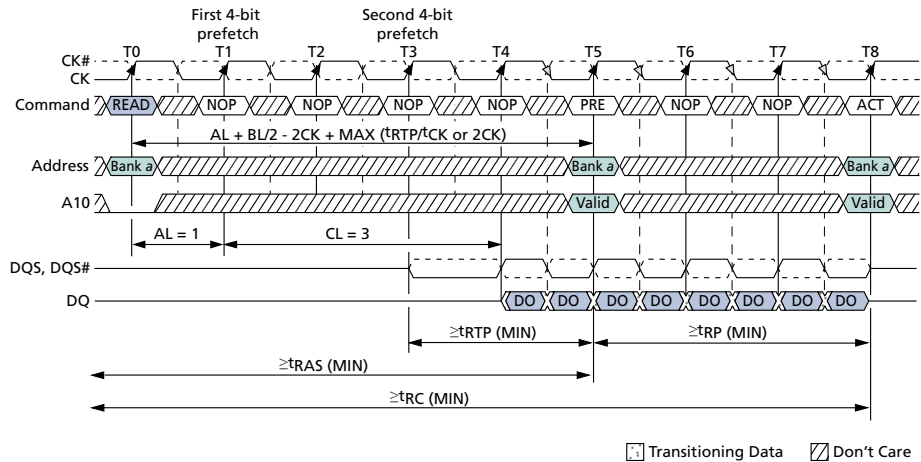 First 4-bit prefetch
Second 4-bit prefetch
T0 T1 T2 T3 T4 T5 T6 T7 T8
CK#
CK
Command READ NOP NOP NOP NOP PRE NOP NOP ACT
AL + BL/2 - 2CK + MAX (tRTP/tCK or 2CK)
Address Bank a Bank a Bank a
A10 Valid Valid
AL = 1 CL = 3
DQS, DQS#
DQ DO DO DO DO DO DO DO DO
≥tRTP (MIN) ≥tRP (MIN)
≥tRAS (MIN)
≥tRC (MIN)
Transitioning Data Don't Care